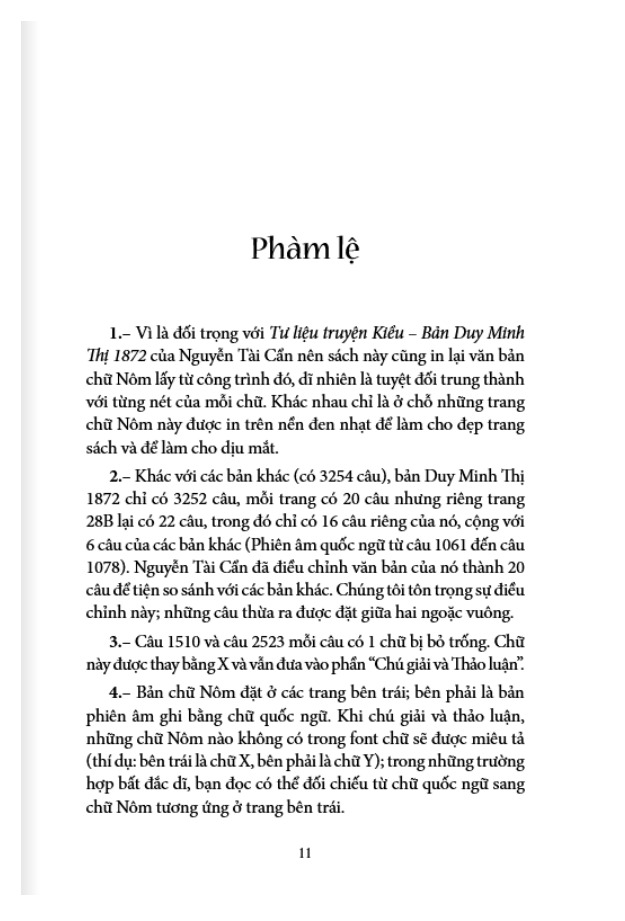 Phàm lệ
1.– Vì là đối trọng với Tư liệu truyện Kiều – Bản Duy Minh
Thị 1872 của Nguyễn Tài Cẩn nên sách này cũng in lại văn bản
chữ Nôm lấy từ công trình đó, dĩ nhiên là tuyệt đối trung thành
với từng nét của mỗi chữ. Khác nhau chỉ là ở chỗ những trang
chữ Nôm này được in trên nền đen nhạt để làm cho đẹp trang
sách và để làm cho dịu mắt.
2.– Khác với các bản khác (có 3254 câu), bản Duy Minh Thị
1872 chỉ có 3252 câu, mỗi trang có 20 câu nhưng riêng trang
28B lại có 22 câu, trong đó chỉ có 16 câu riêng của nó, cộng với
6 câu của các bản khác (Phiên âm quốc ngữ từ câu 1061 đến câu
1078). Nguyễn Tài Cẩn đã điều chỉnh văn bản của nó thành 20
câu để tiện so sánh với các bản khác. Chúng tôi tôn trọng sự điều
chỉnh này; những câu thừa ra được đặt giữa hai ngoặc vuông.
3.– Câu 1510 và câu 2523 mỗi câu có 1 chữ bị bỏ trống. Chữ
này được thay bằng X và vẫn đưa vào phần “Chú giải và Thảo luận”.
4.– Bản chữ Nôm đặt ở các trang bên trái; bên phải là bản
phiên âm ghi bằng chữ quốc ngữ. Khi chú giải và thảo luận,
những chữ Nôm nào không có trong font chữ sẽ được miêu tả
(thí dụ: bên trái là chữ X, bên phải là chữ Y); trong những trường
hợp bất đắc dĩ, bạn đọc có thể đối chiếu từ chữ quốc ngữ sang
chữ Nôm tương ứng ở trang bên trái.
11